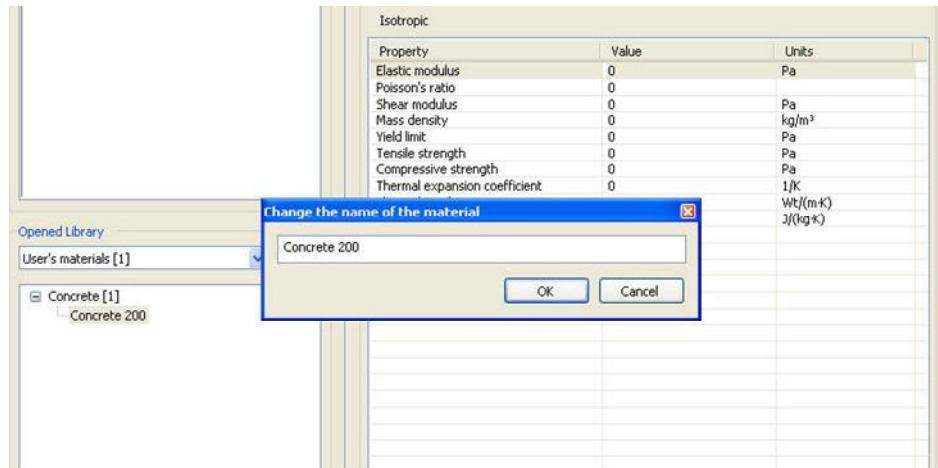 Isotropic
Property Value Units
Elastic modulus 0 Pa
Poisson's ratio 0
Shear modulus 0 Pa
Mass density 0 kg/m³
Yield limit 0 Pa
Tensile strength 0 Pa
Compressive strength 0 Pa
Thermal expansion coefficient 0 1/K
Wt/(m·K)
J/(kg·K)
Change the name of the material
Concrete 200
OK Cancel
Opened Library
User's materials [1]
Concrete [1]
Concrete 200